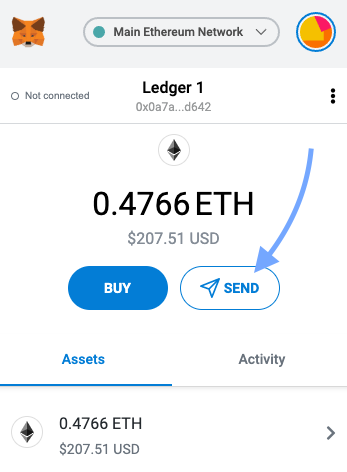 Main Ethereum Network
Not connected
Ledger 1
0x0a7a...d642
0.4766 ETH
$207.51 USD
BUY
SEND
Assets
Activity
0.4766 ETH
$207.51 USD